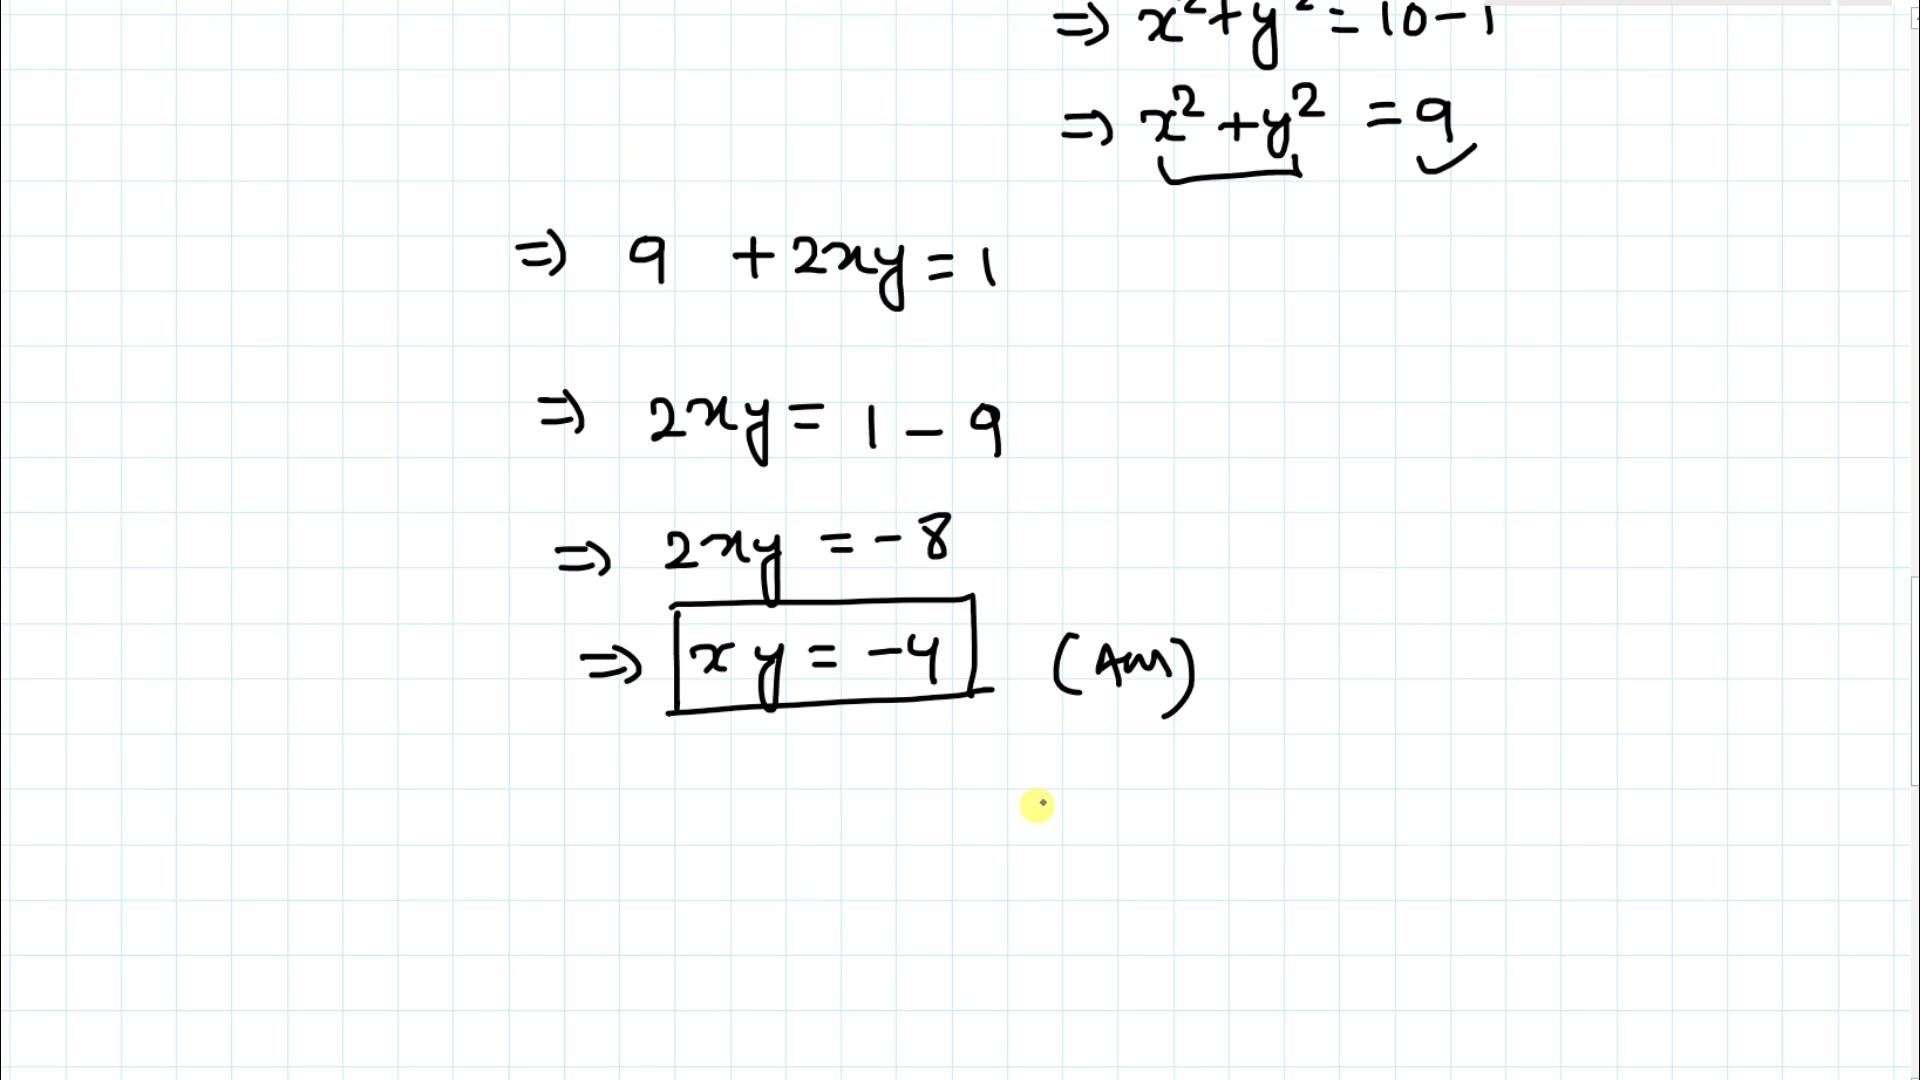 ⇒ x²+y² = 10-1
⇒ x² + y² = 9
⇒ 9 + 2xy = 1
⇒ 2xy = 1 - 9
⇒ 2xy = -8
⇒ xy = -4 (Ans)